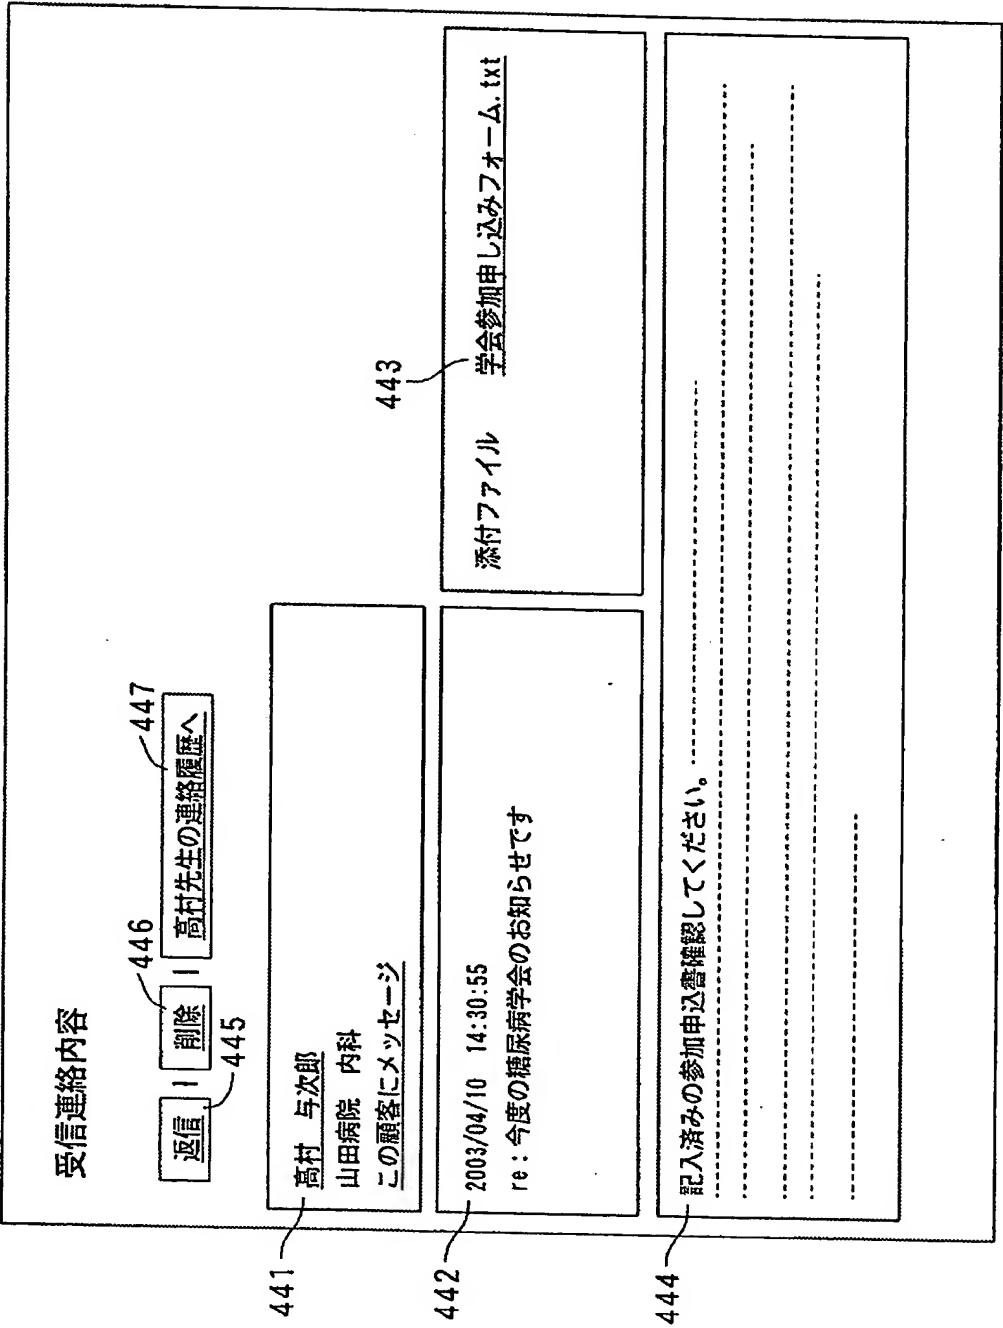 受信連絡内容
447
446
返信 ー 削除 ー 高村先生の連絡履歴へ
445
441
高村 与次郎
山田病院 内科
この顧客にメッセージ
443
442
2003/04/10 14:30:55
re：今度の糖尿病学会のお知らせです
添付ファイル 学会参加申し込みフォーム.txt
444
記入済みの参加申込書確認してください。